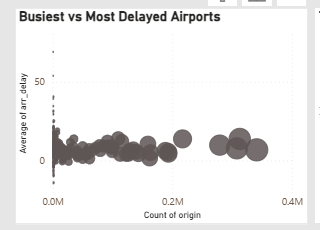 Busiest vs Most Delayed Airports
Average of arr_delay
50
0
0.0M
0.2M
0.4M
Count of origin